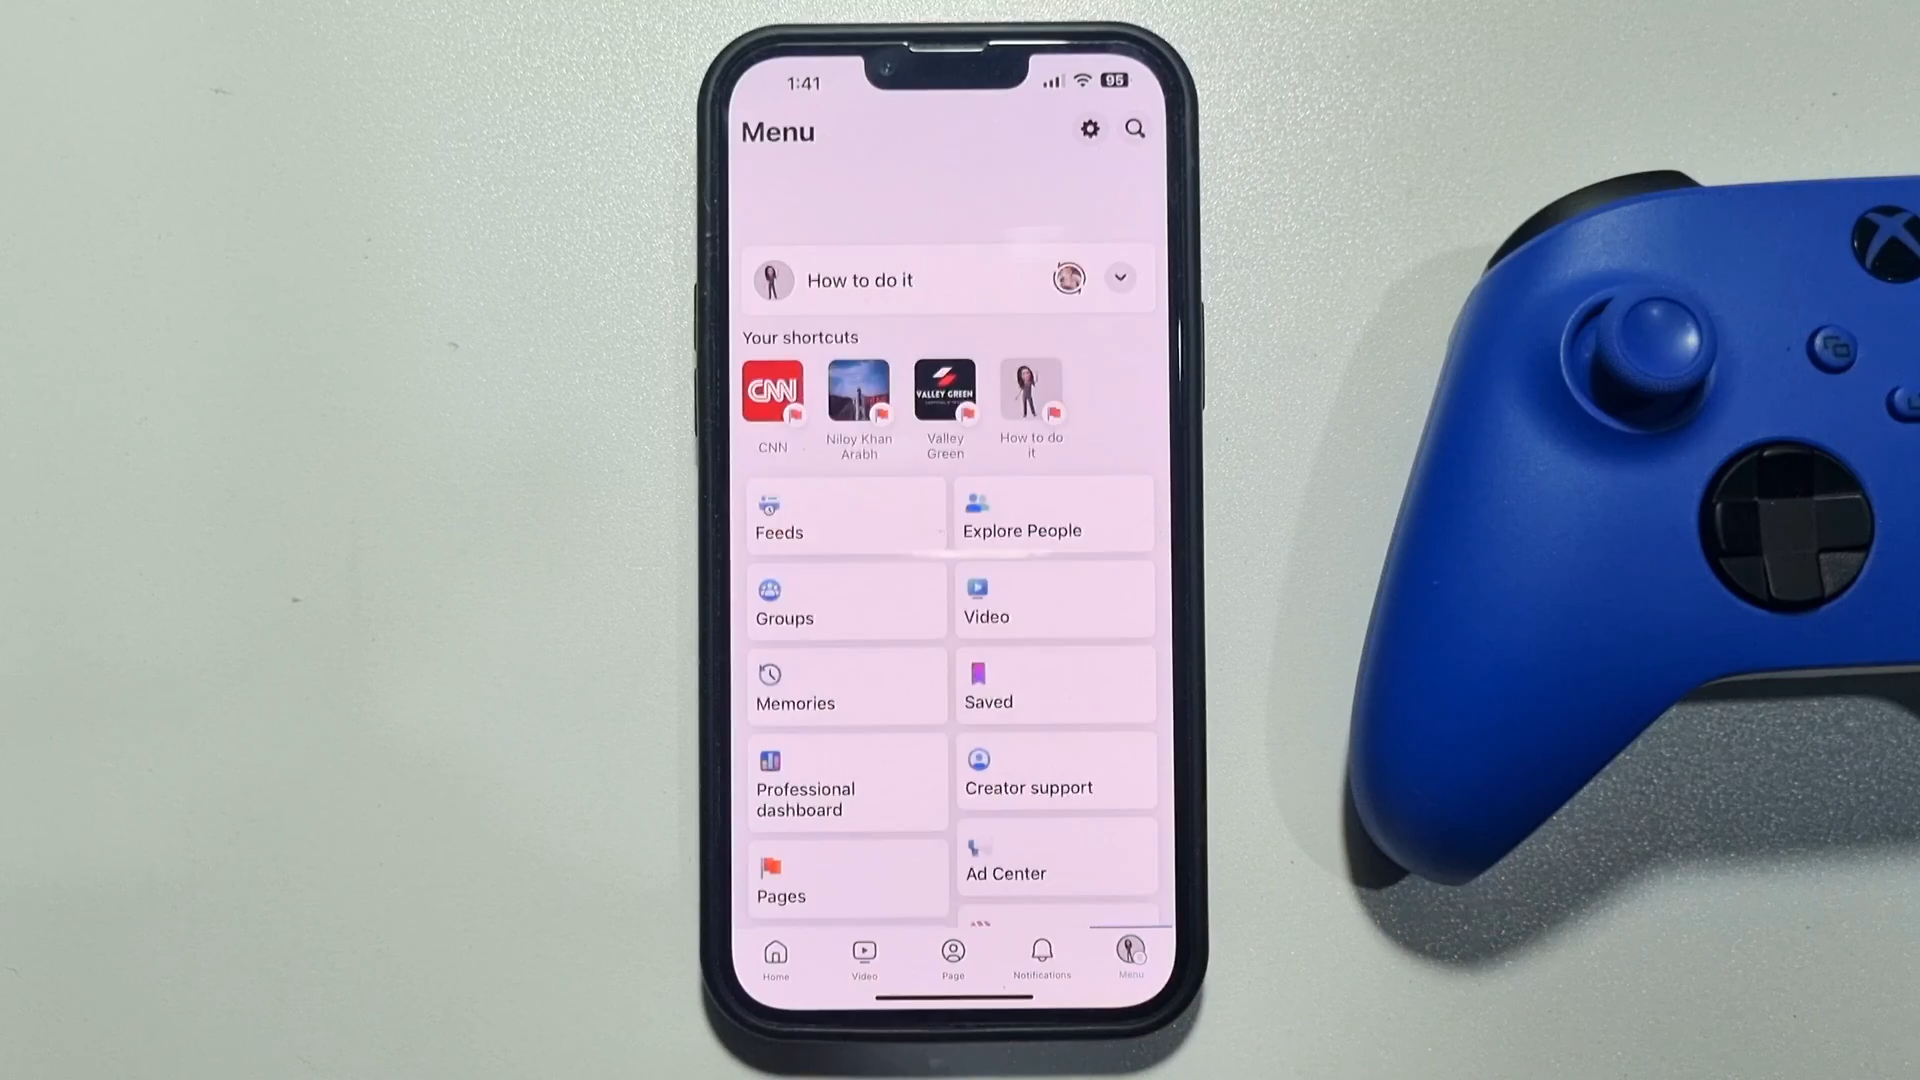 1:41
95
Menu
How to do it
Your shortcuts
CNN
VALLEY GREEN
CNN
Niloy Khan
Arabh
Valley
Green
How to do
it
Feeds
Explore People
Groups
Video
Memories
Saved
Professional
dashboard
Creator support
Pages
Ad Center
Home
Video
Page
Notifications
Menu